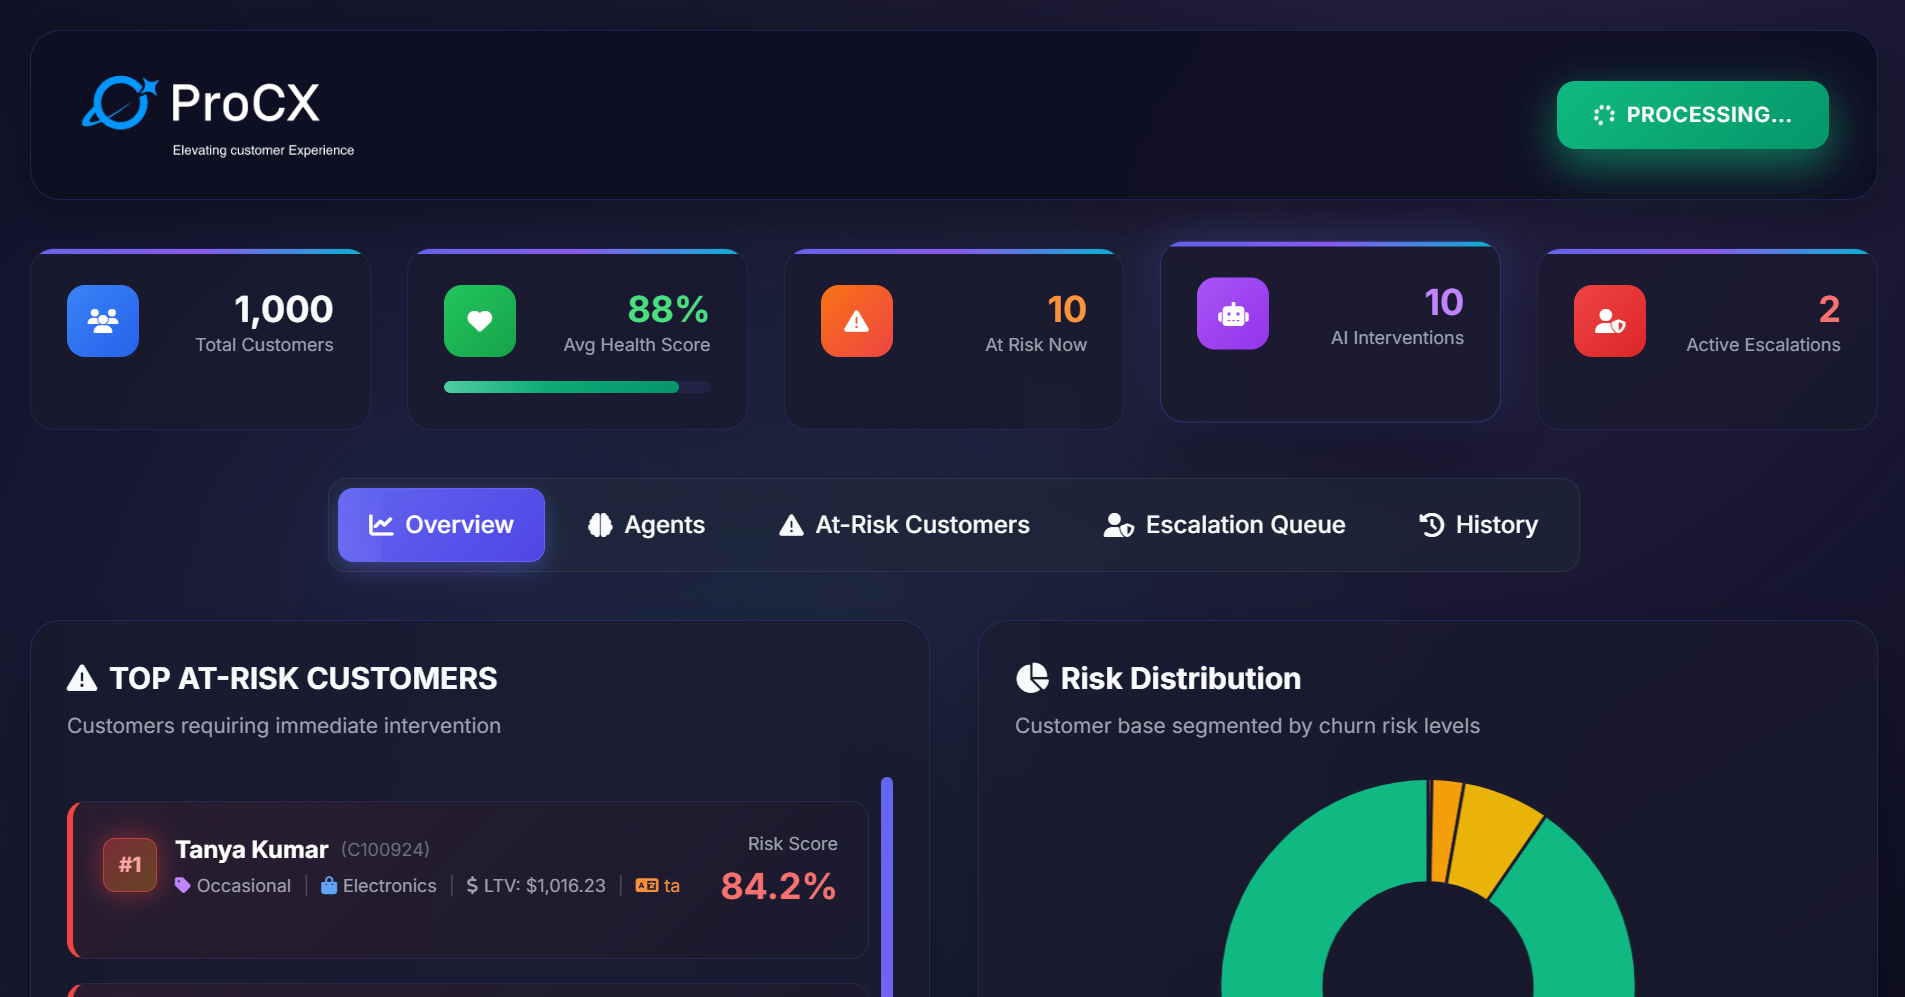 ProCX
Elevating customer Experience
PROCESSING...
1,000
Total Customers
88%
Avg Health Score
10
At Risk Now
10
AI Interventions
2
Active Escalations
Overview
Agents
At-Risk Customers
Escalation Queue
History
TOP AT-RISK CUSTOMERS
Customers requiring immediate intervention
#1
Tanya Kumar (C100924)
Occasional | Electronics | $ LTV: $1,016.23 | ta
Risk Score
84.2%
Risk Distribution
Customer base segmented by churn risk levels